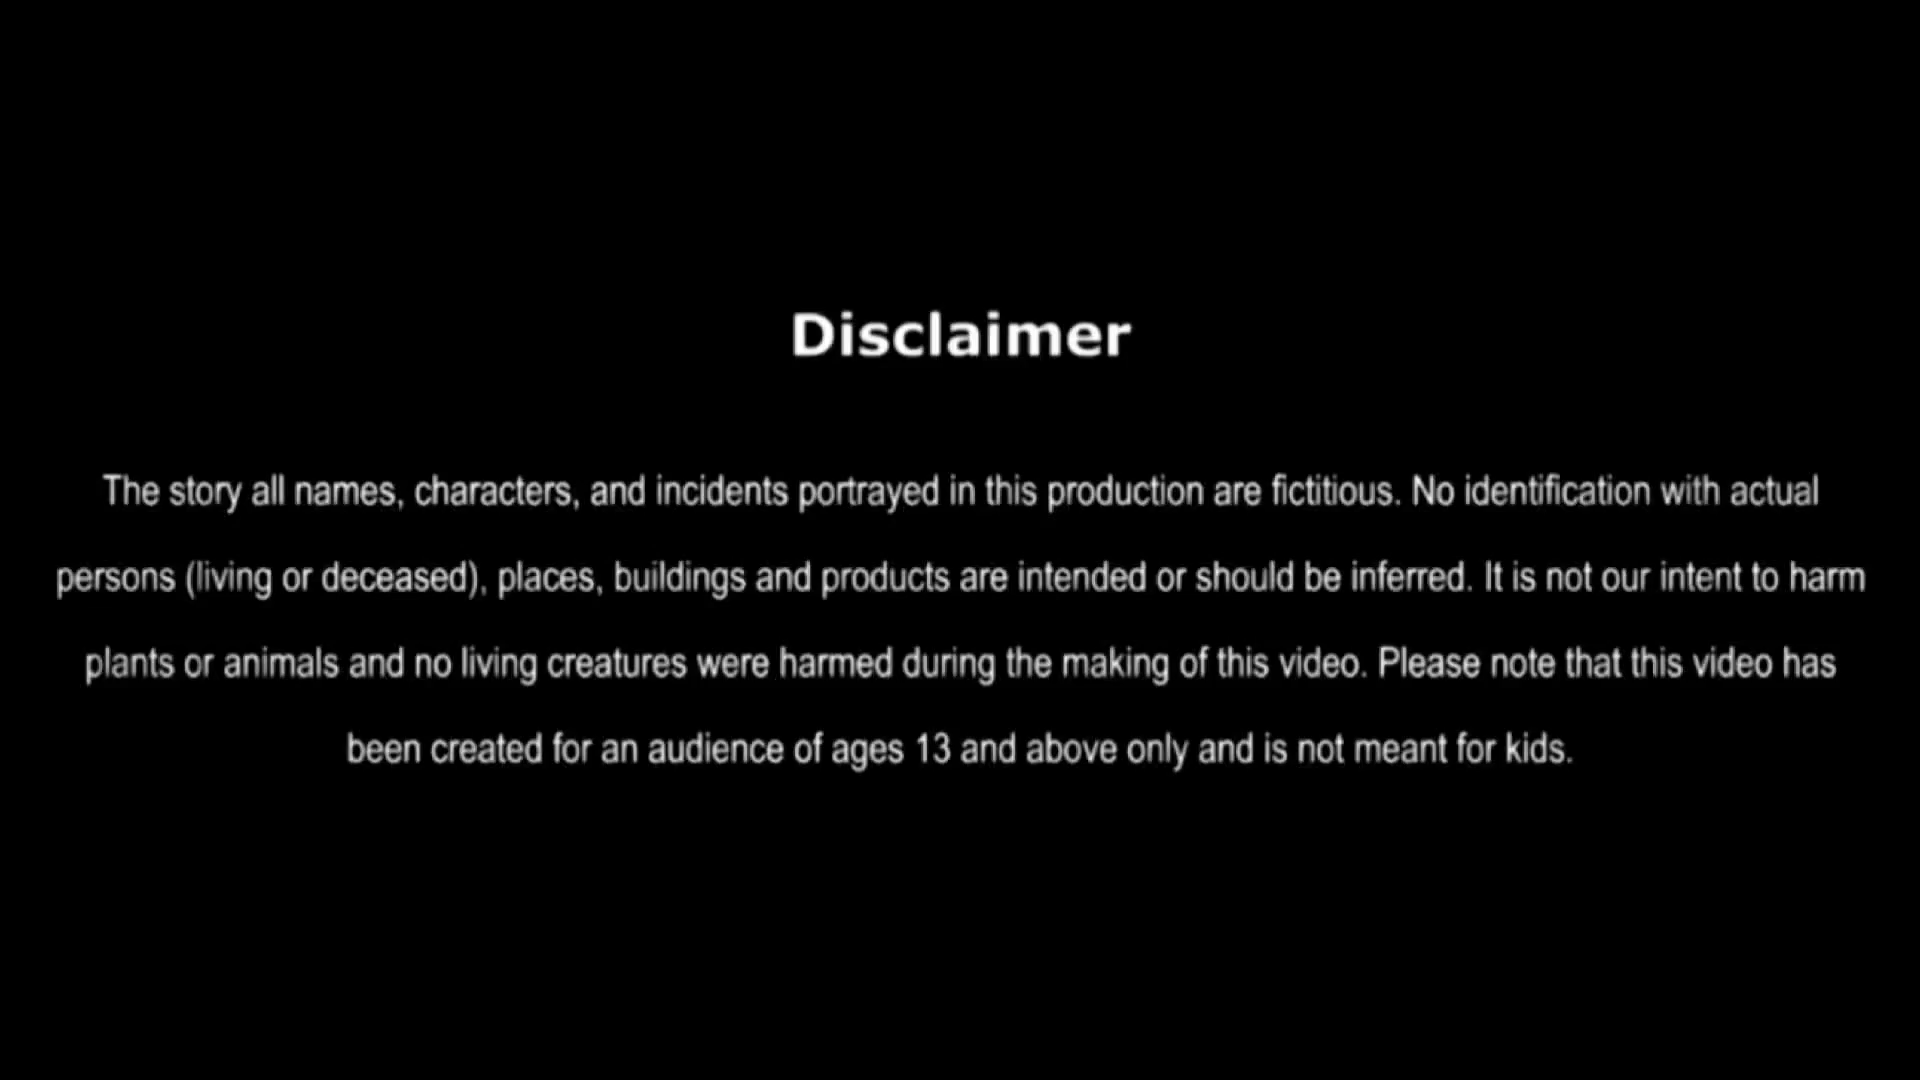 Disclaimer
The story all names, characters, and incidents portrayed in this production are fictitious. No identification with actual
persons (living or deceased), places, buildings and products are intended or should be inferred. It is not our intent to harm
plants or animals and no living creatures were harmed during the making of this video. Please note that this video has
been created for an audience of ages 13 and above only and is not meant for kids.